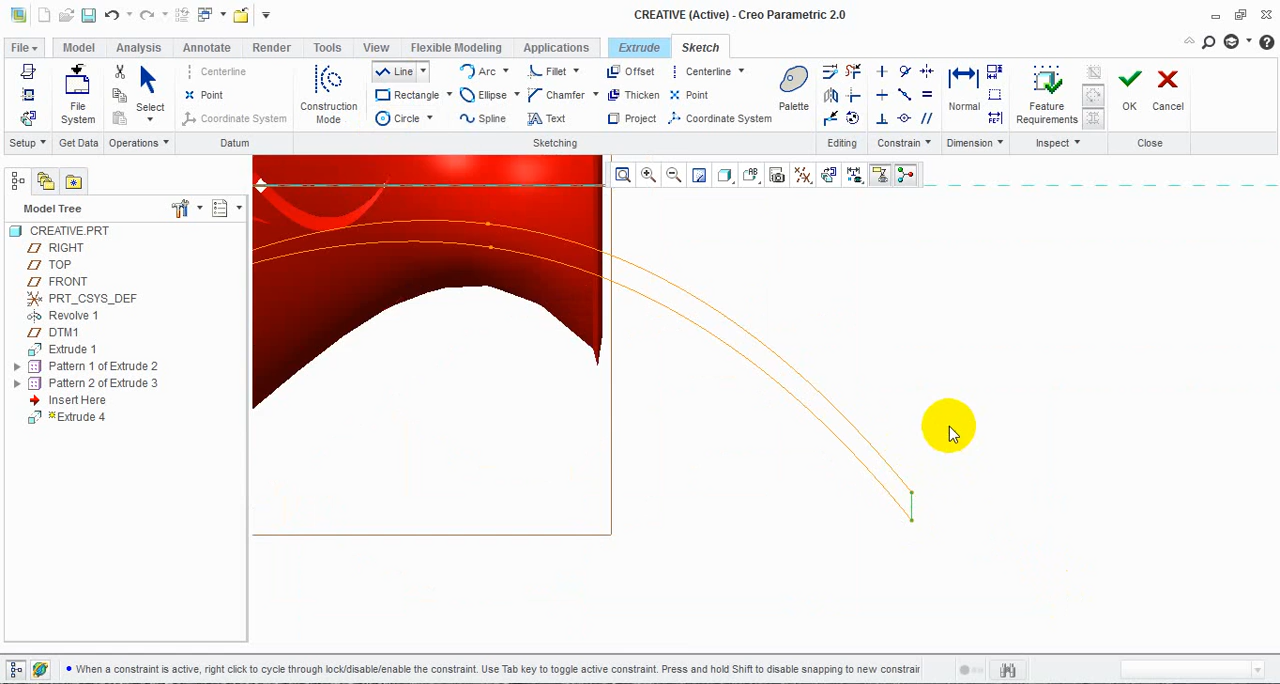 CREATIVE (Active) - Creo Parametric 2.0
File Model Analysis Annotate Render Tools View Flexible Modeling Applications Extrude Sketch
File System
Select
Centerline
Point
Coordinate System
Construction Mode
Line Arc Fillet Offset Centerline
Rectangle Ellipse Chamfer Thicken Point
Circle Spline Text Project Coordinate System
Palette
Normal
Feature Requirements
OK Cancel
Setup Get Data Operations Datum Sketching Editing Constrain Dimension Inspect Close
Model Tree
CREATIVE.PRT
RIGHT
TOP
FRONT
PRT_CSYS_DEF
Revolve 1
DTM1
Extrude 1
Pattern 1 of Extrude 2
Pattern 2 of Extrude 3
Insert Here
Extrude 4
When a constraint is active, right click to cycle through lock/disable/enable the constraint. Use Tab key to toggle active constraint. Press and hold Shift to disable snapping to new constrair